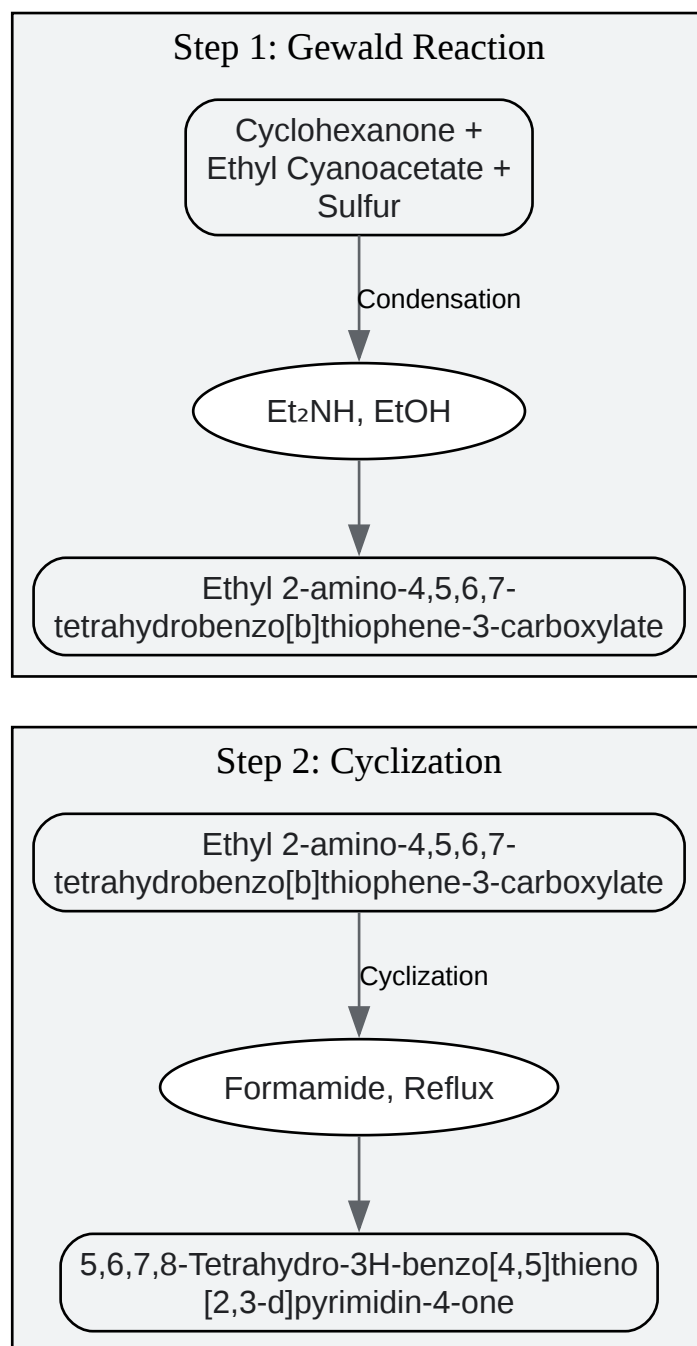 Step 1: Gewald Reaction
Cyclohexanone +
Ethyl Cyanoacetate +
Sulfur
Condensation
Et₂NH, EtOH
Ethyl 2-amino-4,5,6,7-
tetrahydrobenzo[b]thiophene-3-carboxylate
Step 2: Cyclization
Ethyl 2-amino-4,5,6,7-
tetrahydrobenzo[b]thiophene-3-carboxylate
Cyclization
Formamide, Reflux
5,6,7,8-Tetrahydro-3H-benzo[4,5]thieno
[2,3-d]pyrimidin-4-one